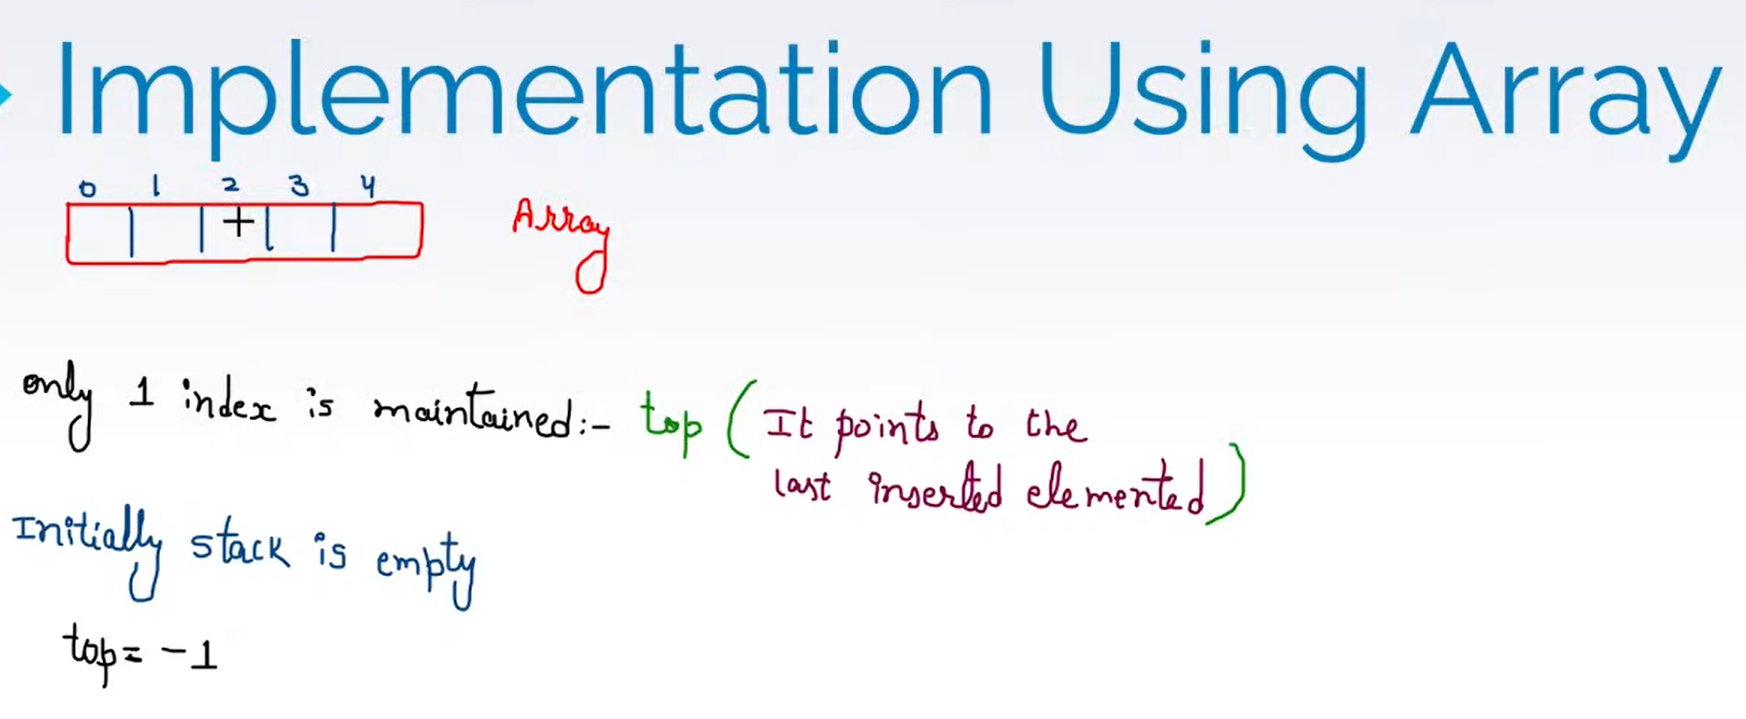 Implementation Using Array
0 1 2 3 4
Array
only 1 index is maintained:- top (It points to the
last inserted elemented)
Initially stack is empty
top= -1